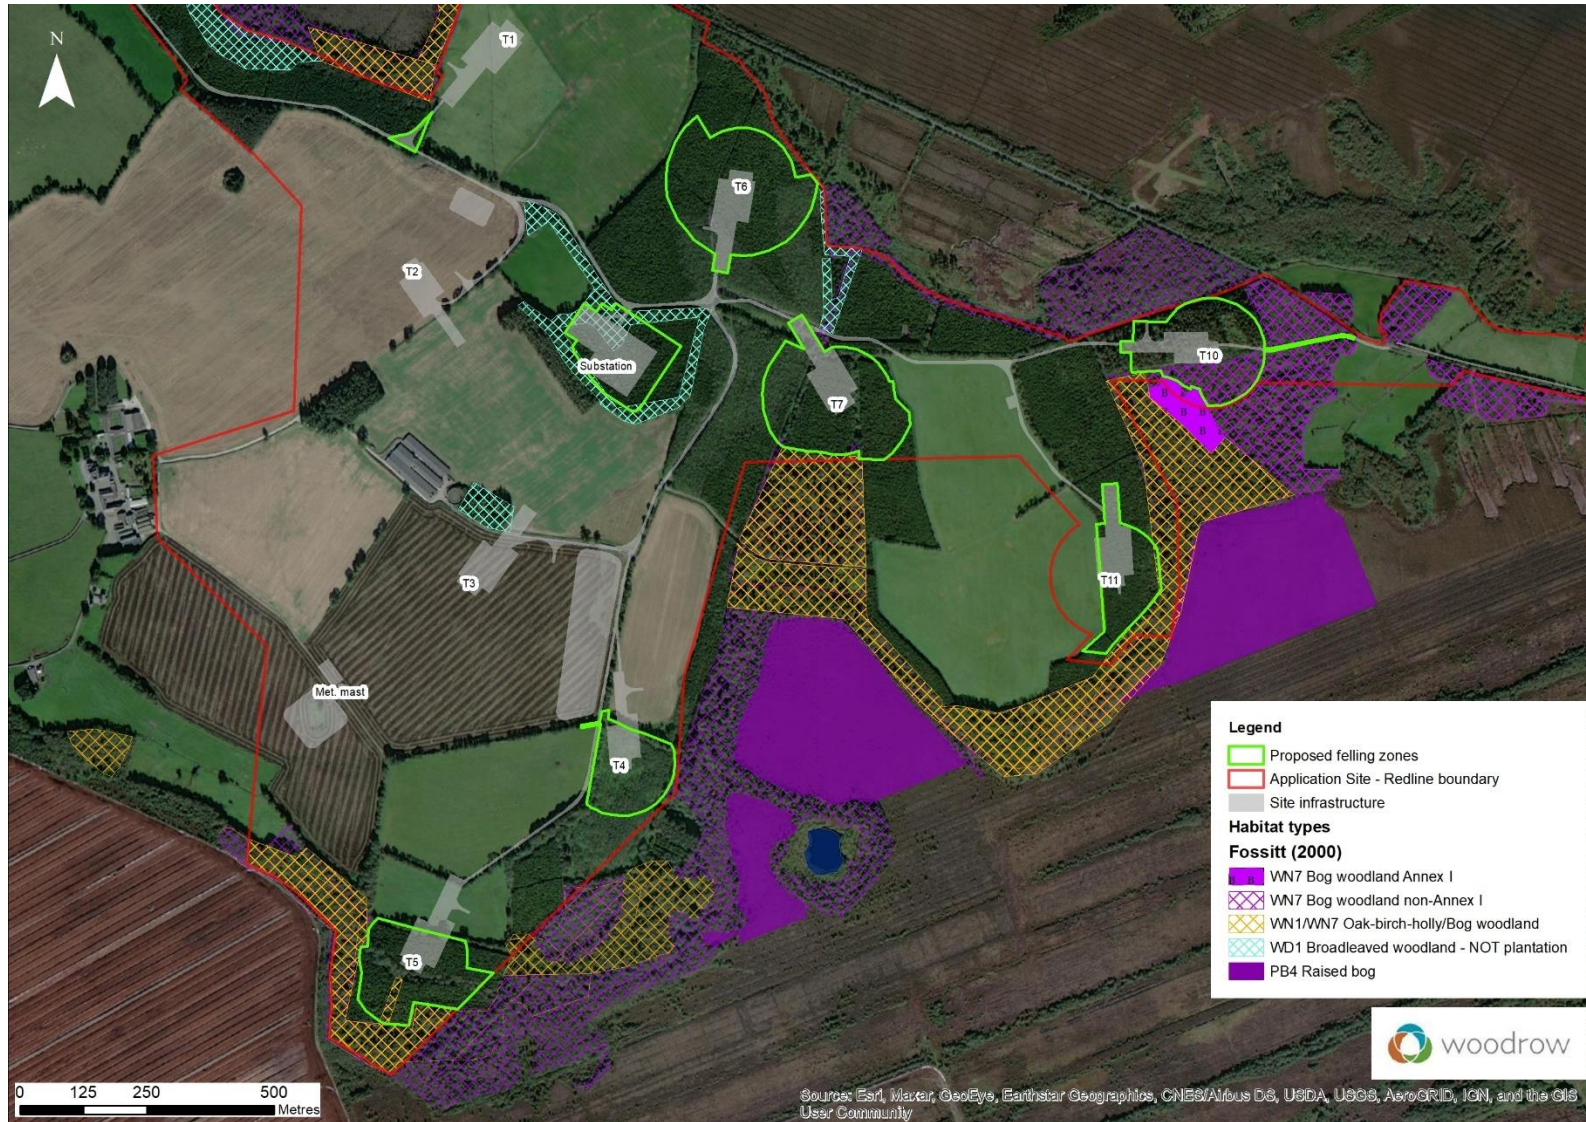 N
T1
T6
T2
T10
Substation
T7
T11
T3
Met. mast
T4
T5
B
B B
B
Legend
Proposed felling zones
Application Site - Redline boundary
Site infrastructure
Habitat types
Fossitt (2000)
B B WN7 Bog woodland Annex I
WN7 Bog woodland non-Annex I
WN1/WN7 Oak-birch-holly/Bog woodland
WD1 Broadleaved woodland - NOT plantation
PB4 Raised bog
woodrow
0 125 250 500
Metres
Source: Esri, Maxar, GeoEye, Earthstar Geographics, CNES/Airbus DS, USDA, USGS, AeroGRID, IGN, and the GIS
User Community